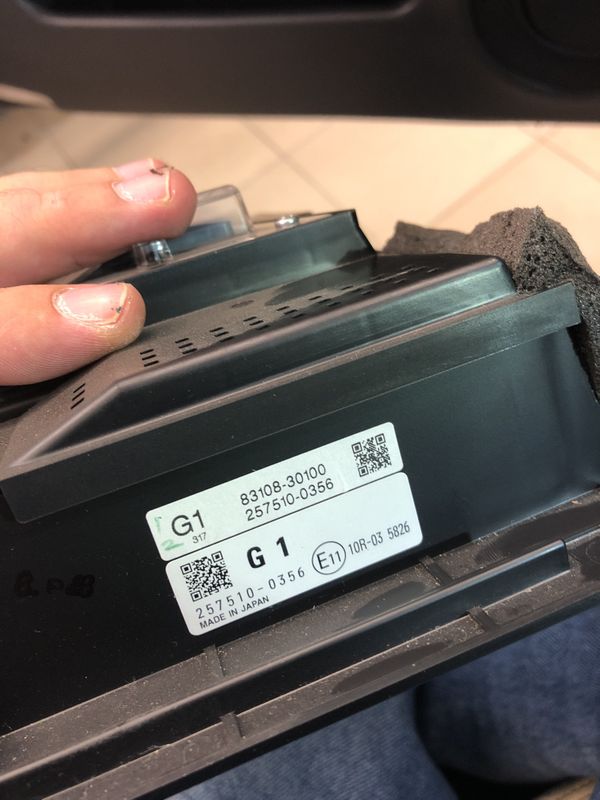 G1
317
83108-30100
257510-0356
G 1
257510-0356
E11
10R-03 5826
MADE IN JAPAN